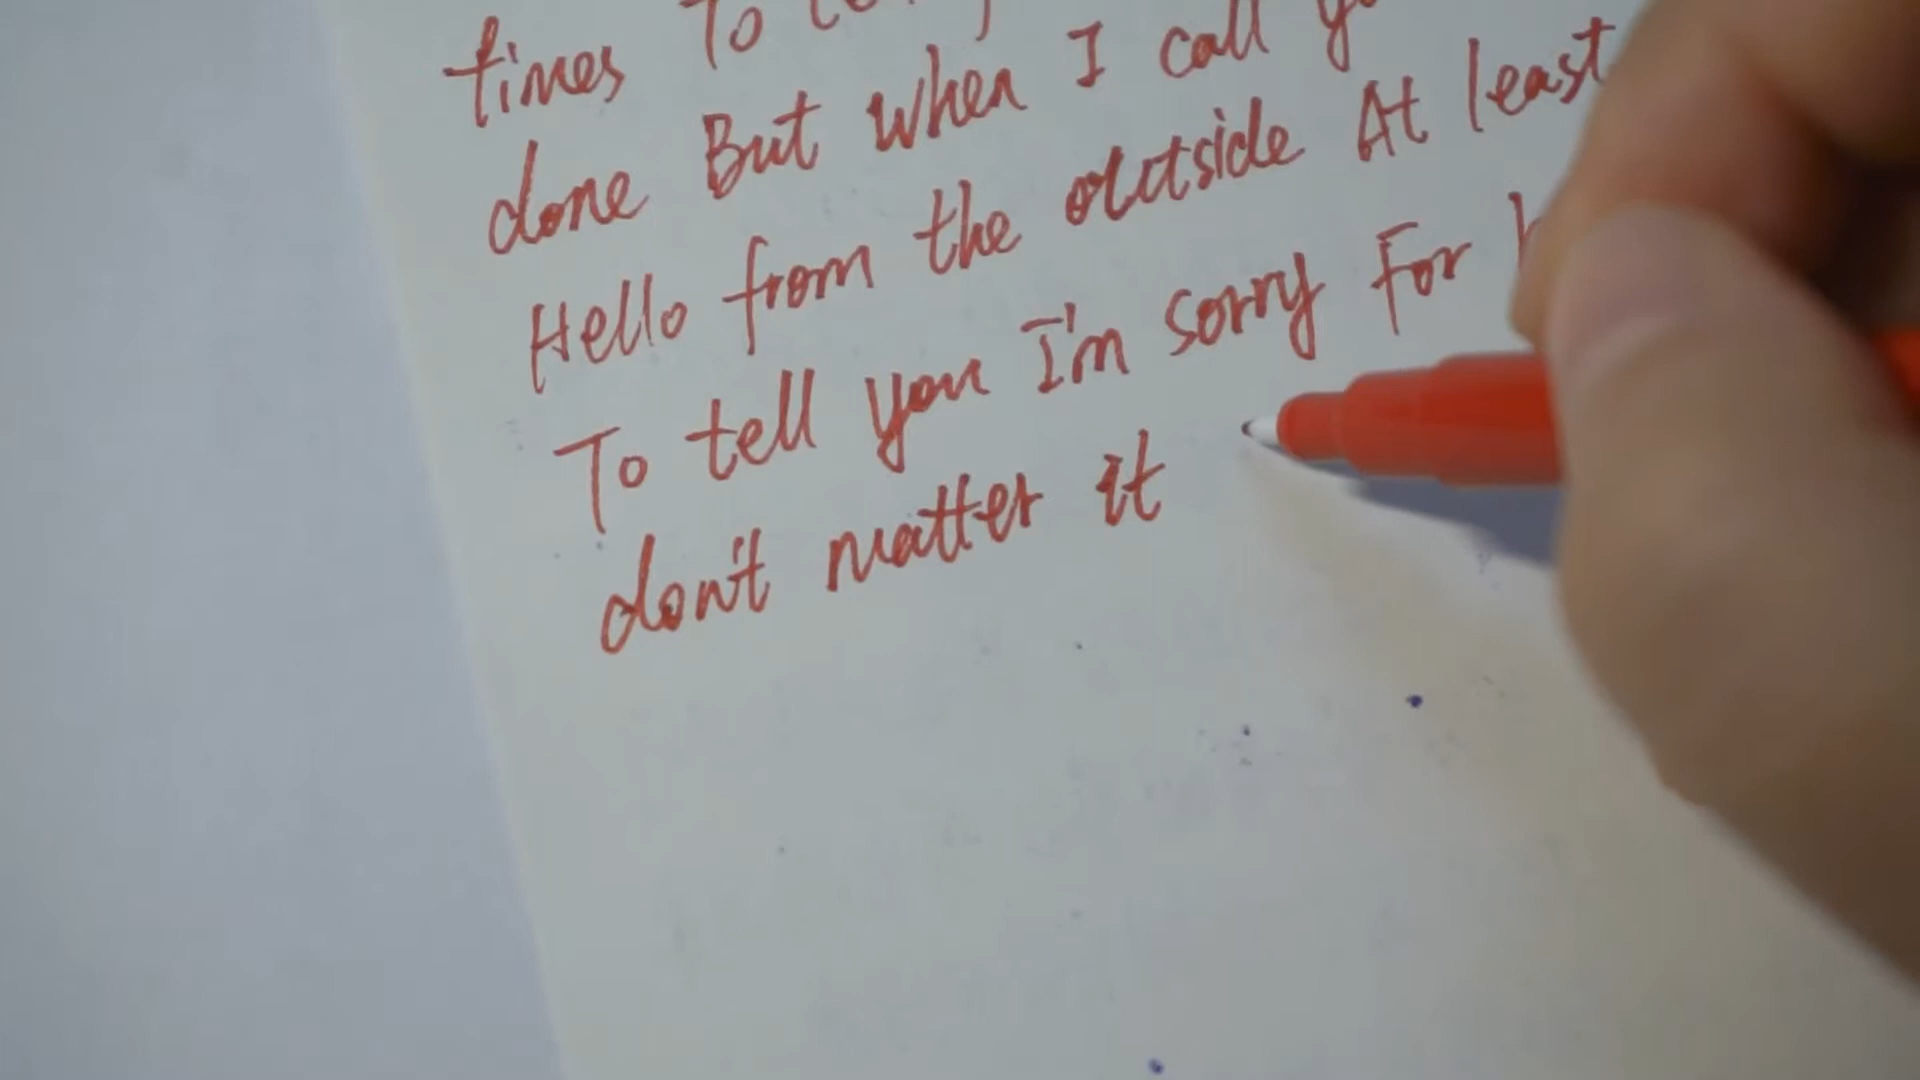 times To
done But when I call
Hello from the outside At least
To tell you I'm sorry For
don't matter it